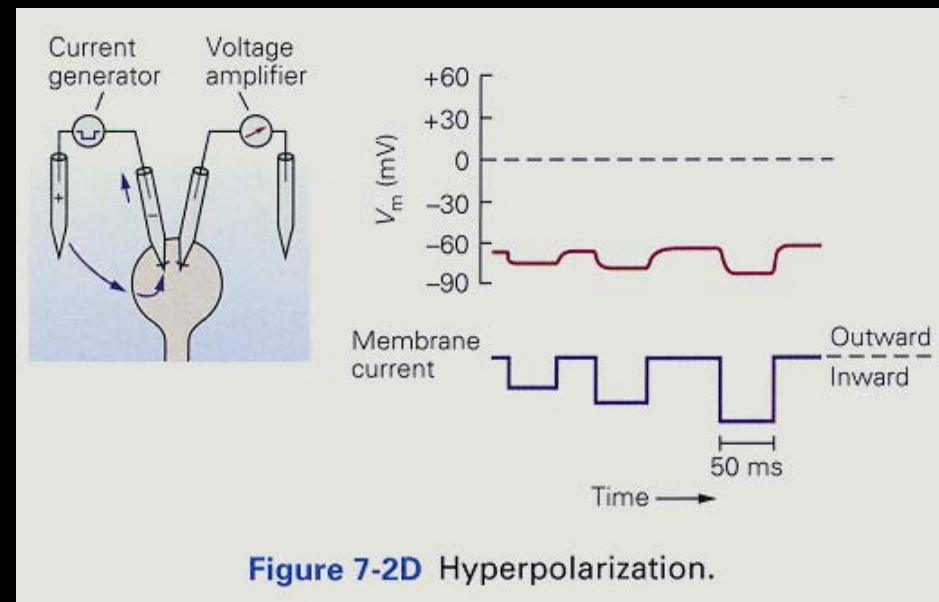 Current
generator
Voltage
amplifier
+
−
+60
+30
0
−30
−60
−90
Vm (mV)
Membrane
current
Outward
Inward
50 ms
Time
Figure 7-2D Hyperpolarization.